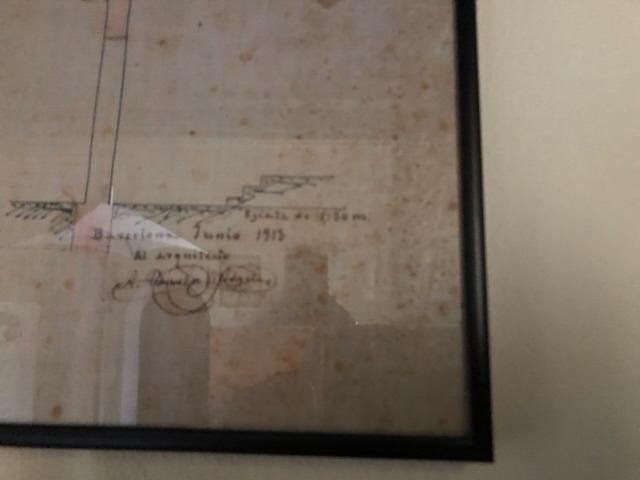 Escala de 1:50 m
Barcelona Junio 1913
El Arquitecto
A.